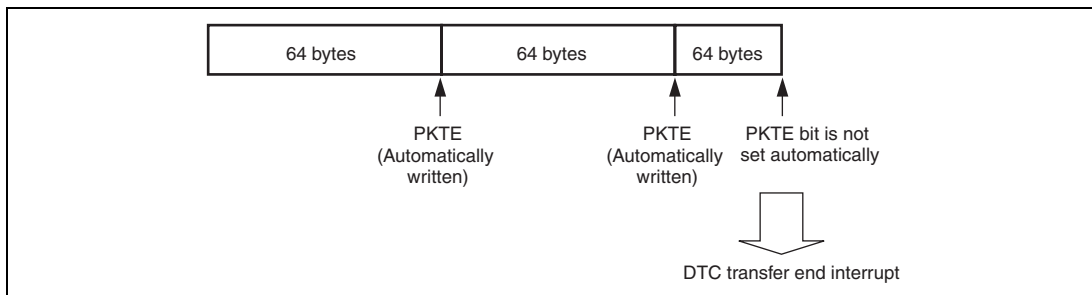 64 bytes 64 bytes 64 bytes
PKTE
(Automatically
written)
PKTE
(Automatically
written)
PKTE bit is not
set automatically
DTC transfer end interrupt